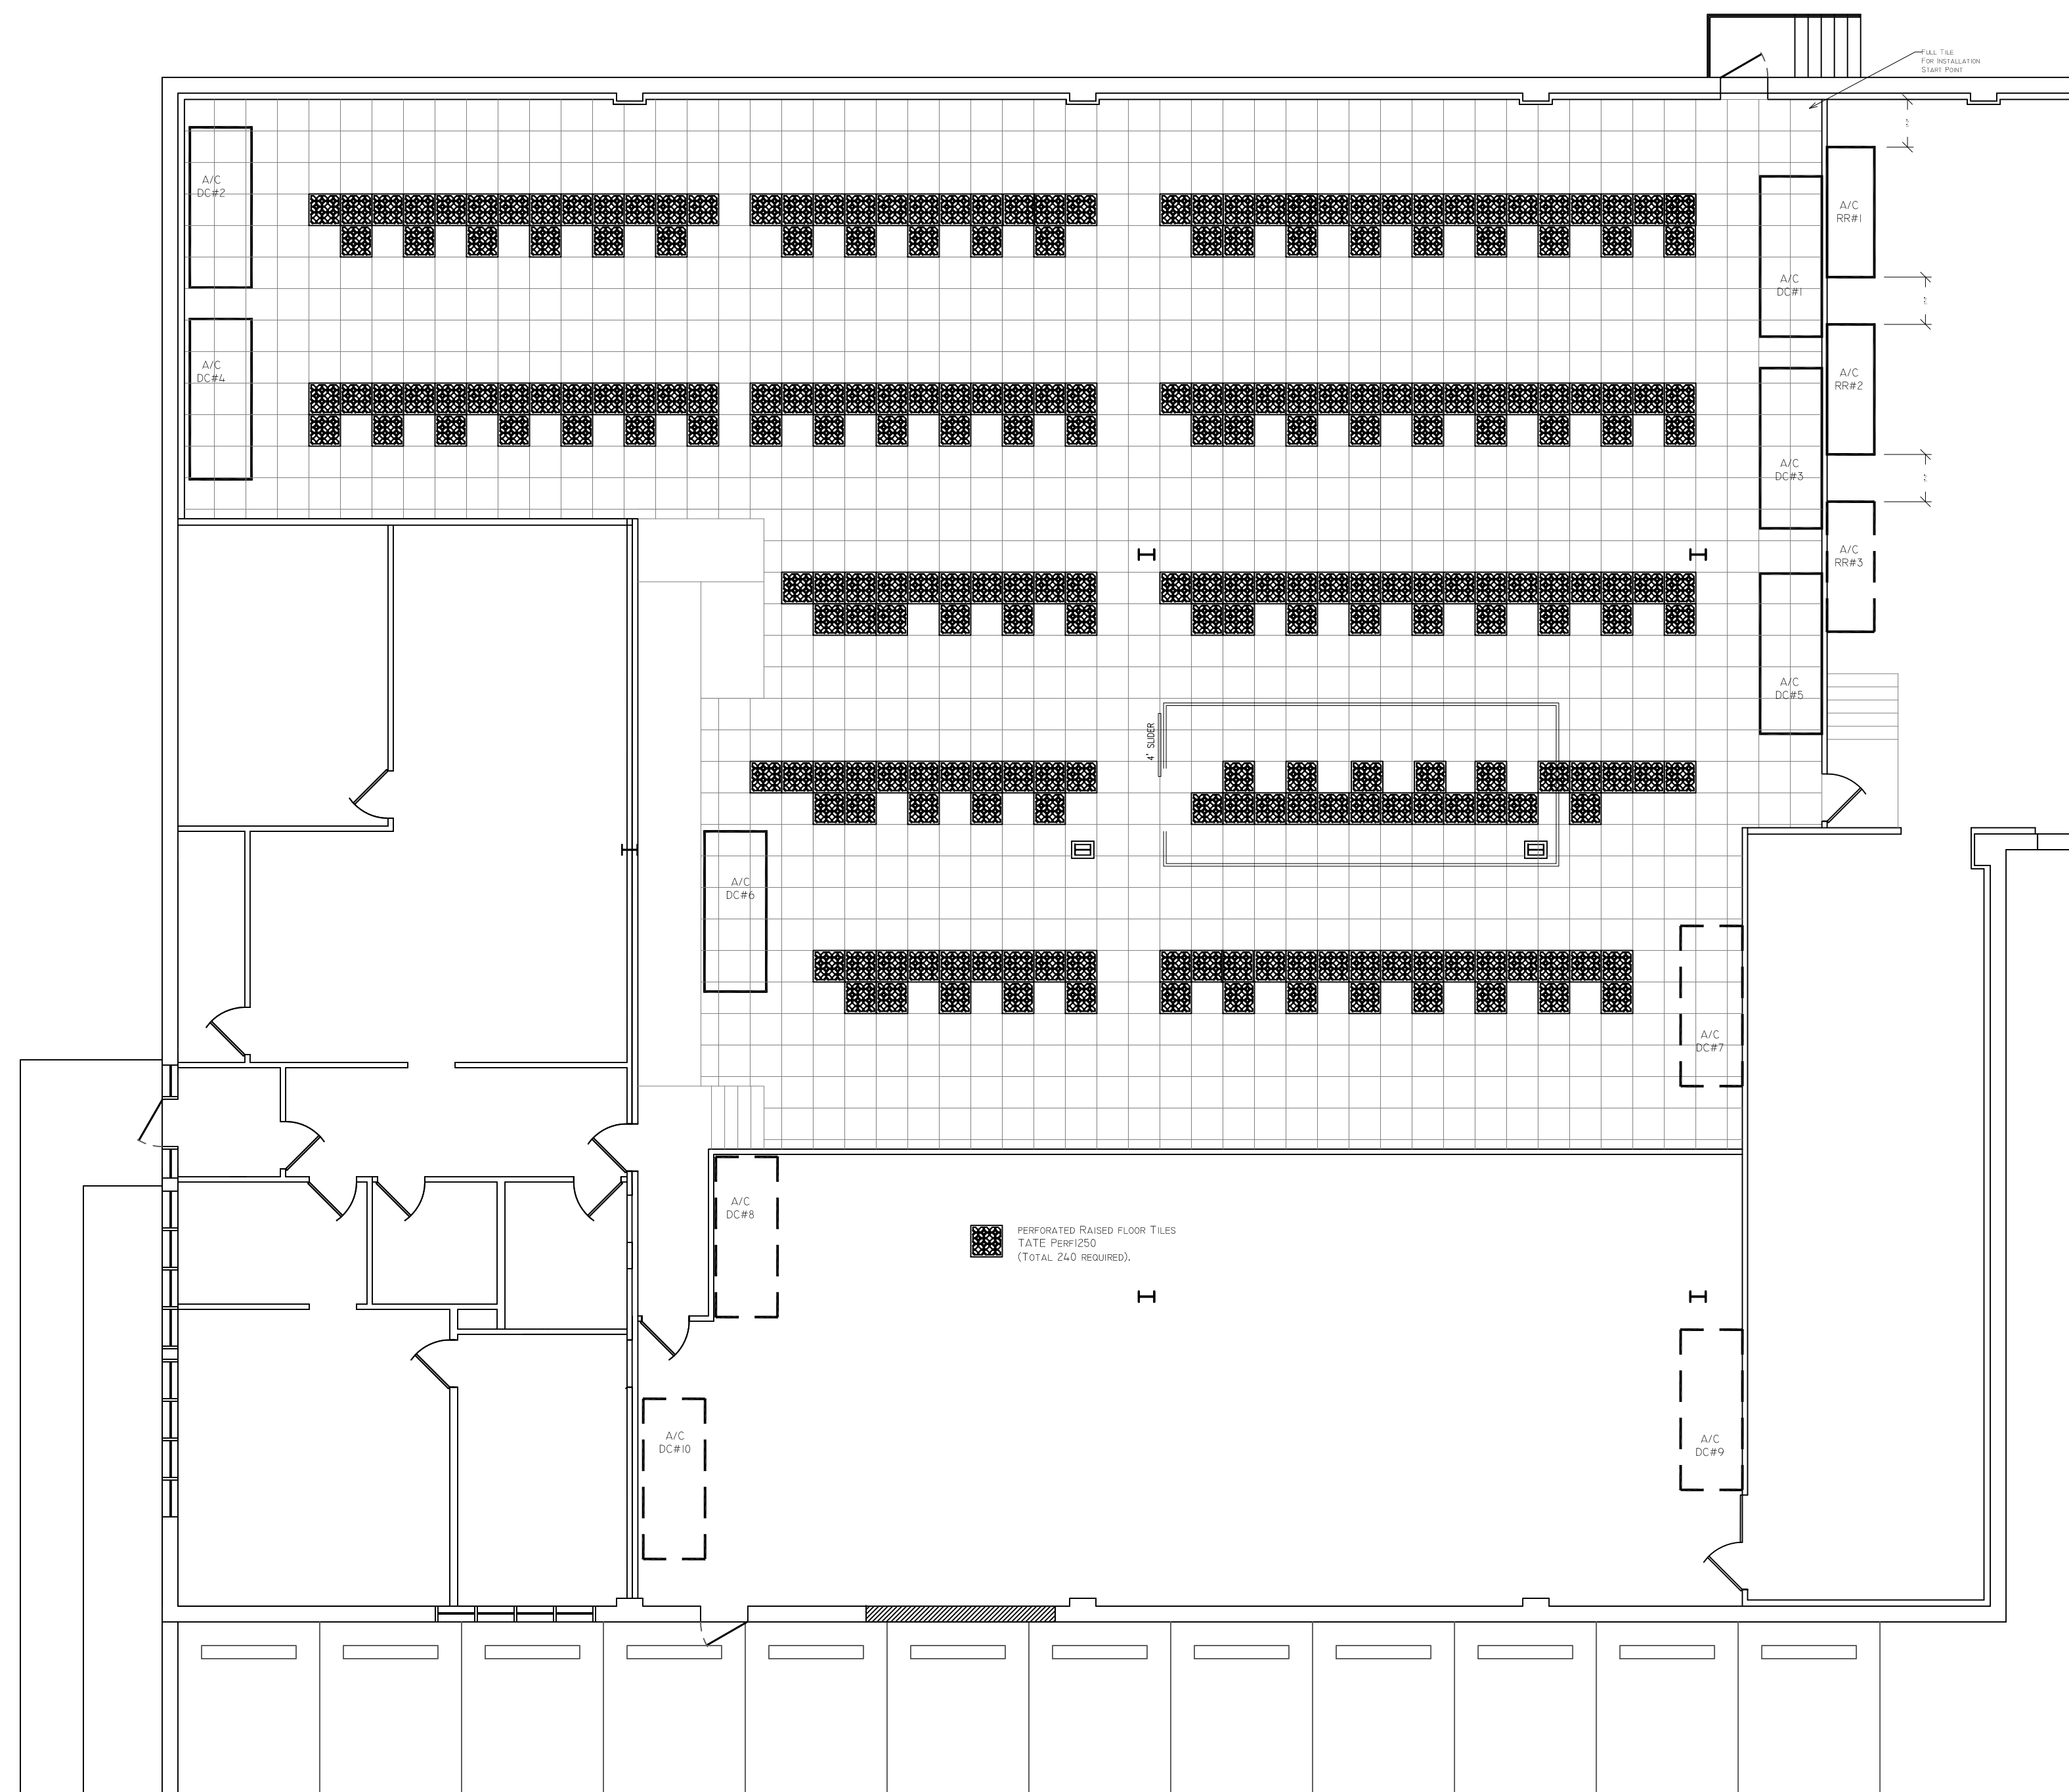 Full Tile
For Installation
Start Point
A/C
DC#2
A/C
RR#1
A/C
DC#1
A/C
DC#4
A/C
RR#2
A/C
DC#3
A/C
RR#3
A/C
DC#5
4' SLIDER
A/C
DC#6
A/C
DC#7
A/C
DC#8
PERFORATED RAISED FLOOR TILES
TATE PERF1250
(TOTAL 240 REQUIRED).
A/C
DC#10
A/C
DC#9